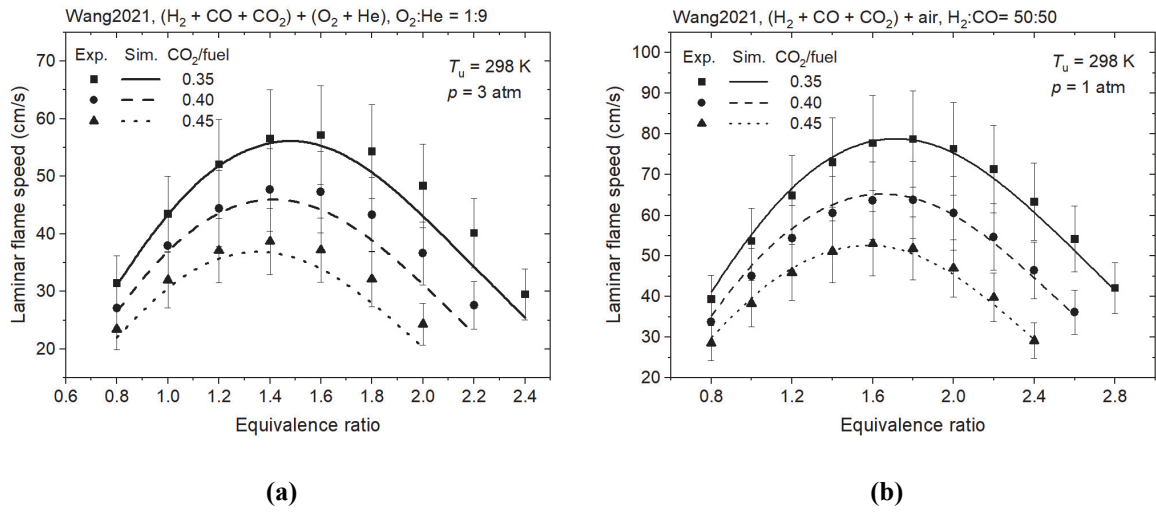 Wang2021, (H₂ + CO + CO₂) + (O₂ + He), O₂:He = 1:9
Exp. Sim. CO₂/fuel
0.35
0.40
0.45
Tᵤ = 298 K
p = 3 atm
Laminar flame speed (cm/s)
70
60
50
40
30
20
0.6 0.8 1.0 1.2 1.4 1.6 1.8 2.0 2.2 2.4
Equivalence ratio
(a)
Wang2021, (H₂ + CO + CO₂) + air, H₂:CO= 50:50
Exp. Sim. CO₂/fuel
0.35
0.40
0.45
Tᵤ = 298 K
p = 1 atm
Laminar flame speed (cm/s)
100
90
80
70
60
50
40
30
20
0.8 1.2 1.6 2.0 2.4 2.8
Equivalence ratio
(b)